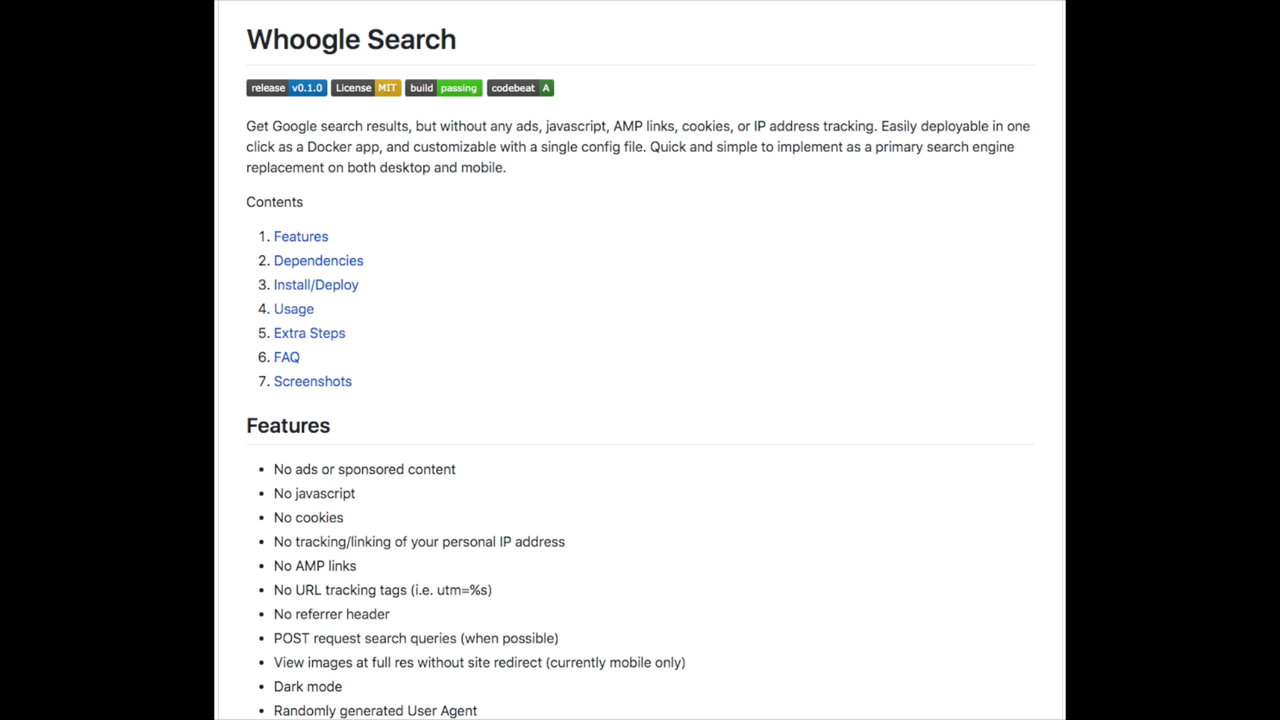 Whoogle Search
release v0.1.0 License MIT build passing codebeat A
Get Google search results, but without any ads, javascript, AMP links, cookies, or IP address tracking. Easily deployable in one
click as a Docker app, and customizable with a single config file. Quick and simple to implement as a primary search engine
replacement on both desktop and mobile.
Contents
1. Features
2. Dependencies
3. Install/Deploy
4. Usage
5. Extra Steps
6. FAQ
7. Screenshots
Features
• No ads or sponsored content
• No javascript
• No cookies
• No tracking/linking of your personal IP address
• No AMP links
• No URL tracking tags (i.e. utm=%s)
• No referrer header
• POST request search queries (when possible)
• View images at full res without site redirect (currently mobile only)
• Dark mode
• Randomly generated User Agent